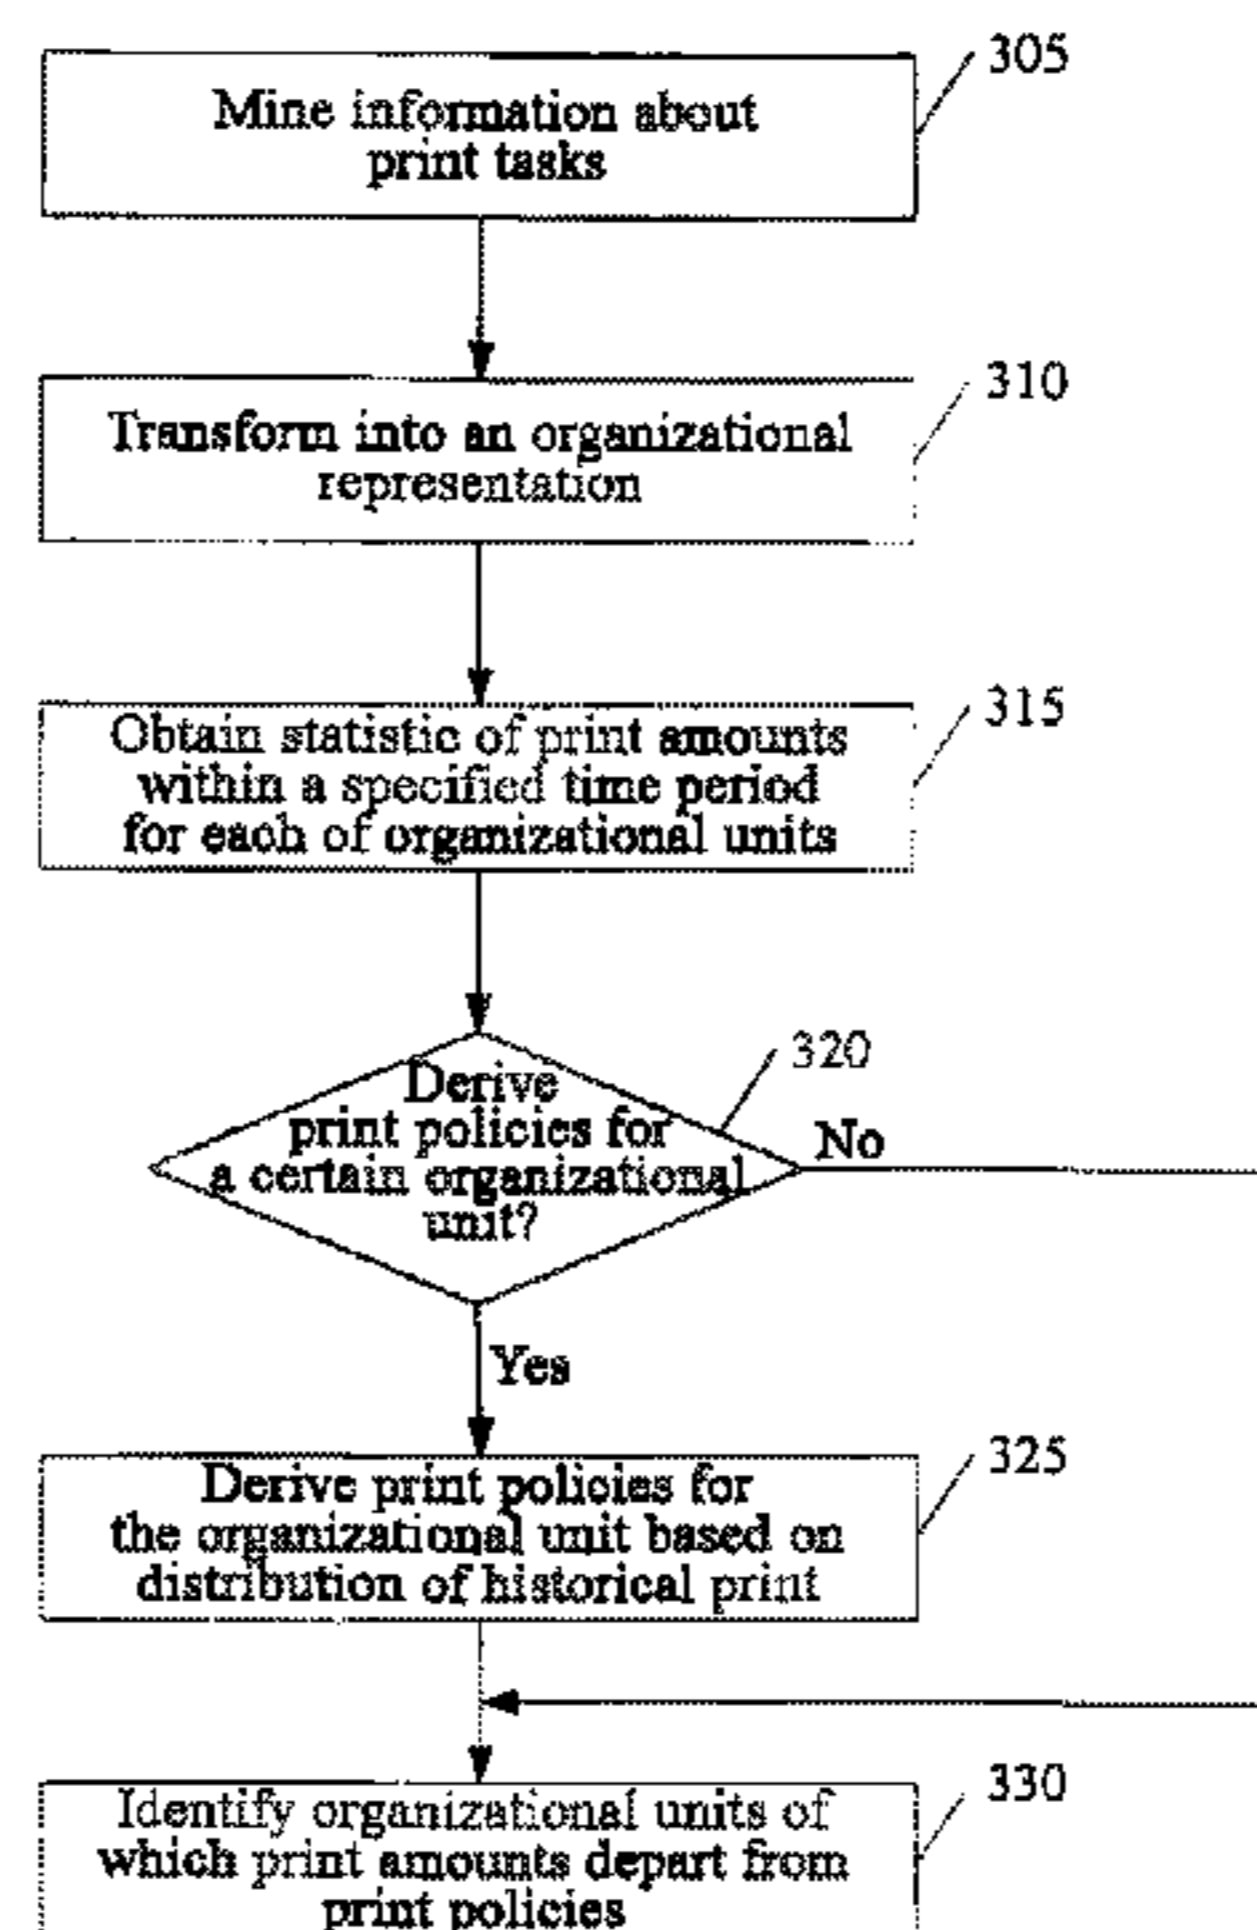 305
Mine information about
print tasks
310
Transform into an organizational
representation
315
Obtain statistic of print amounts
within a specified time period
for each of organizational units
320
Derive
print policies for
a certain organizational
unit?
No
Yes
325
Derive print policies for
the organizational unit based on
distribution of historical print
330
Identify organizational units of
which print amounts depart from
print policies